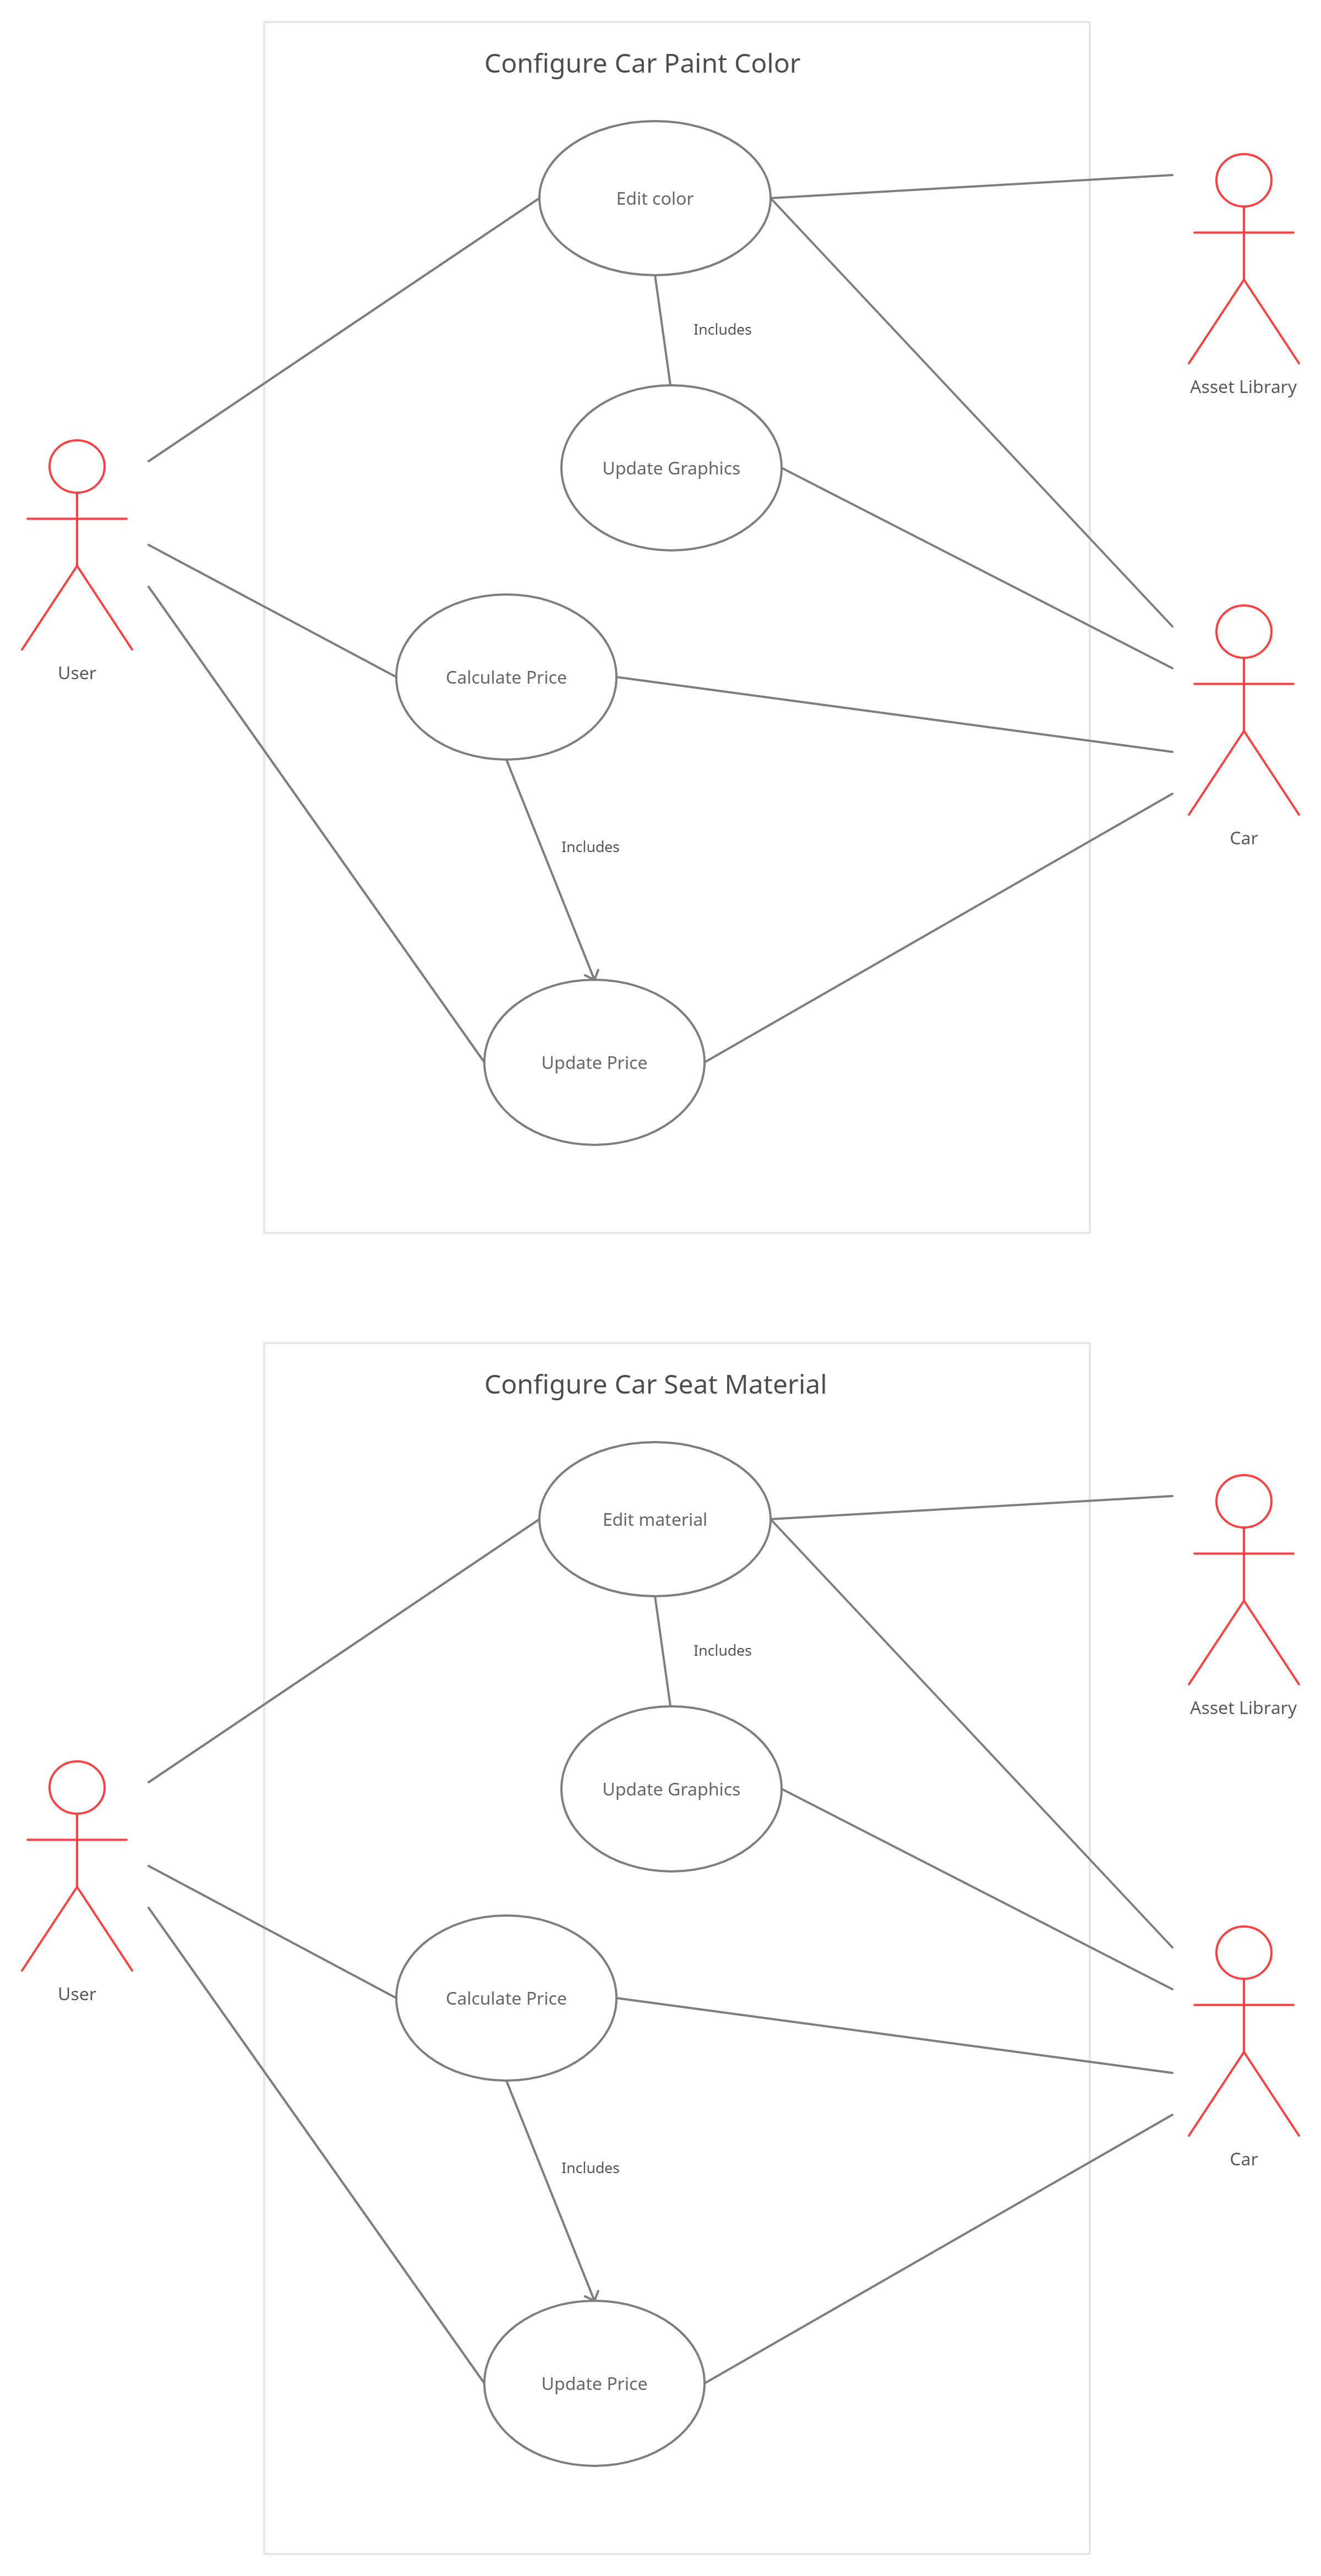 Configure Car Paint Color
Edit color
Includes
Asset Library
Update Graphics
User
Calculate Price
Car
Includes
Update Price
Configure Car Seat Material
Edit material
Includes
Asset Library
Update Graphics
User
Calculate Price
Car
Includes
Update Price